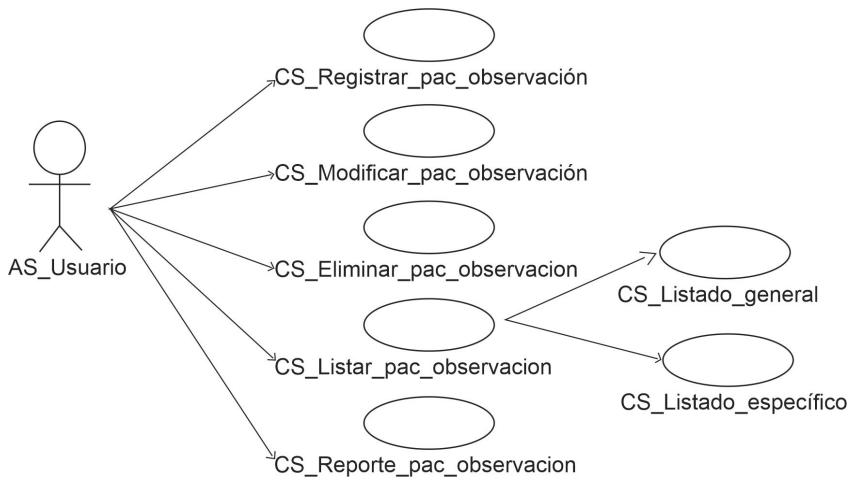 CS_Registrar_pac_observación
CS_Modificar_pac_observación
AS_Usuario
CS_Eliminar_pac_observacion
CS_Listado_general
CS_Listar_pac_observacion
CS_Listado_específico
CS_Reporte_pac_observacion